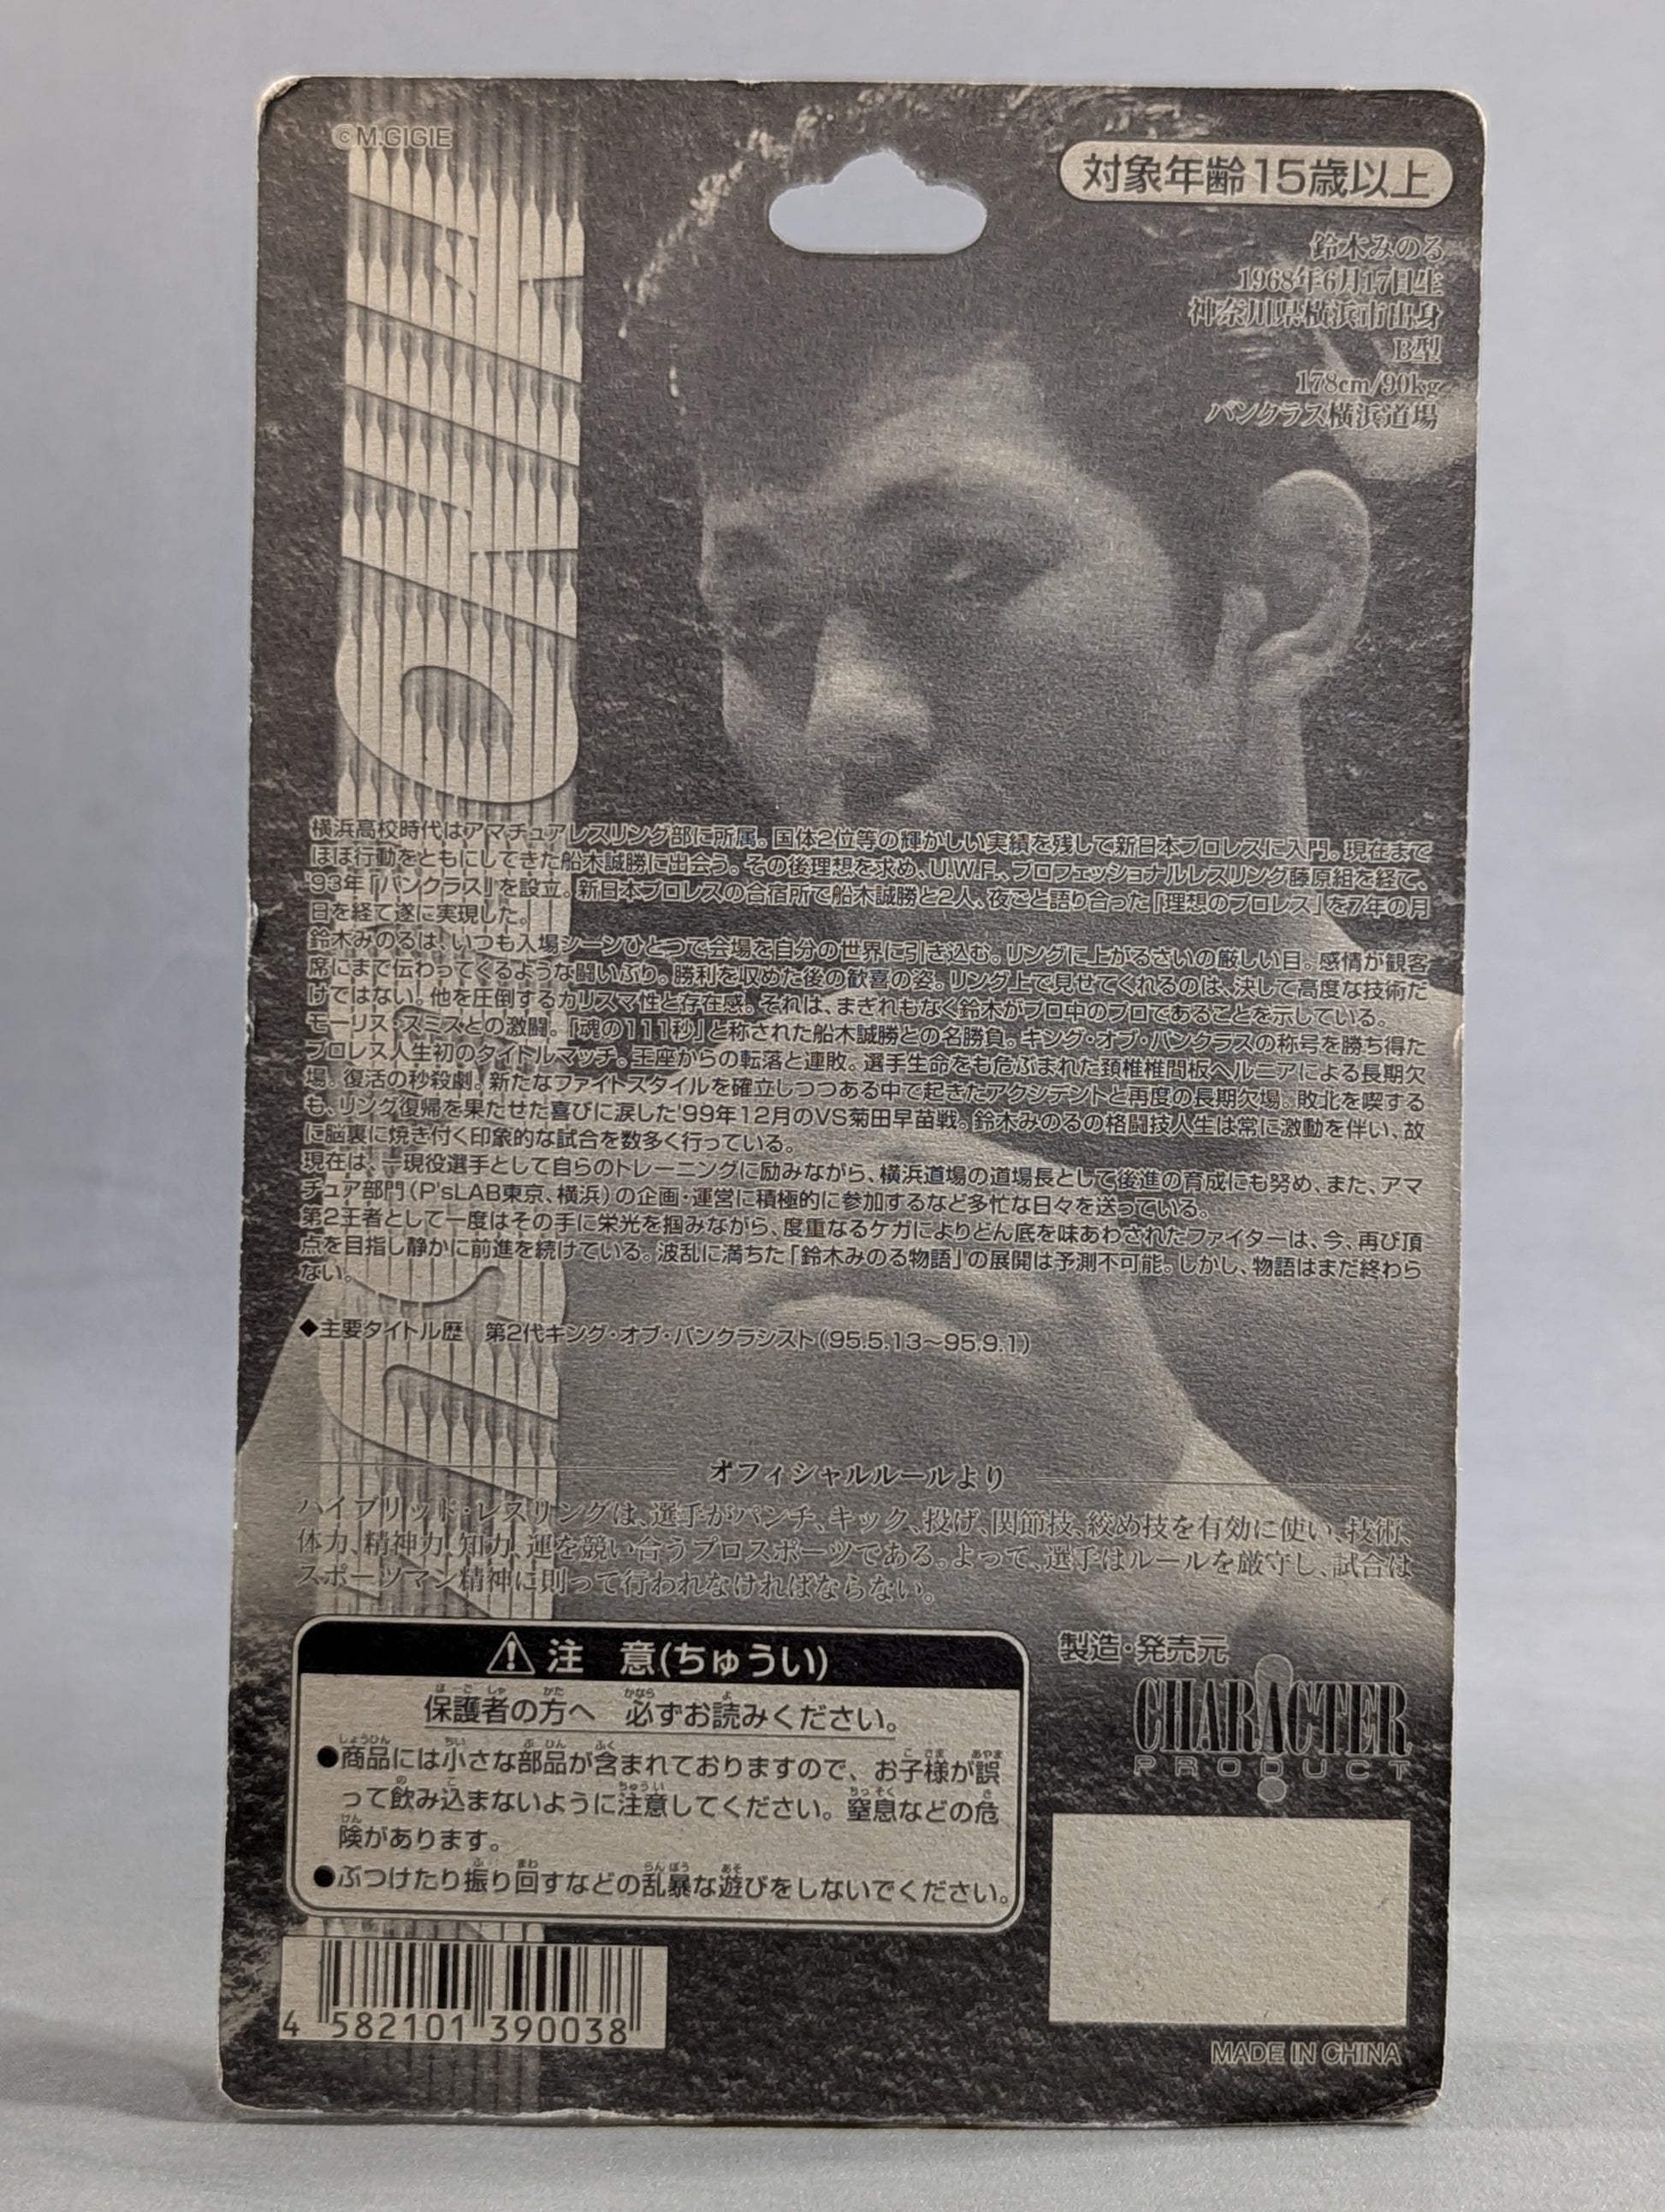 ©M.GIGIE
対象年齢15歳以上
鈴木みのる
1968年6月17日生
神奈川県横浜市出身
B型
178cm/90kg
パンクラス横浜道場
横浜高校時代はアマチュアレスリング部に所属。国体2位等の輝かしい実績を残して新日本プロレスに入門。現在まで
ほぼ行動をともにしてきた船木誠勝に出会う。その後理想を求め、U.W.F.、プロフェッショナルレスリング藤原組を経て、
'93年「パンクラス」を設立。新日本プロレスの合宿所で船木誠勝と2人、夜ごと語り合った「理想のプロレス」を7年の月
日を経て遂に実現した。
鈴木みのるは、いつも入場シーンひとつで会場を自分の世界に引き込む。リングに上がるさいの厳しい目。感情が観客
席にまで伝わってくるような闘いぶり。勝利を収めた後の歓喜の姿。リング上で見せてくれるのは、決して高度な技術だ
けではない。他を圧倒するカリスマ性と存在感。それは、まぎれもなく鈴木がプロ中のプロであることを示している。
モーリス・スミスとの激闘。「魂の111秒」と称された船木誠勝との名勝負。キング・オブ・パンクラスの称号を勝ち得た
プロレス人生初のタイトルマッチ。王座からの転落と連敗。選手生命をも危ぶまれた頚椎椎間板ヘルニアによる長期欠
場。復活の秒殺劇。新たなファイトスタイルを確立しつつある中で起きたアクシデントと再度の長期欠場。敗北を喫する
も、リング復帰を果たせた喜びに涙した'99年12月のVS菊田早苗戦。鈴木みのるの格闘技人生は常に激動を伴い、故
に脳裏に焼き付く印象的な試合を数多く行っている。
現在は、一現役選手として自らのトレーニングに励みながら、横浜道場の道場長として後進の育成にも努め、また、アマ
チュア部門（P'sLAB東京、横浜）の企画・運営に積極的に参加するなど多忙な日々を送っている。
第2王者として一度はその手に栄光を掴みながら、度重なるケガによりどん底を味あわされたファイターは、今、再び頂
点を目指し静かに前進を続けている。波乱に満ちた「鈴木みのる物語」の展開は予測不可能。しかし、物語はまだ終わら
ない。
◆主要タイトル歴　第2代キング・オブ・パンクラシスト（95.5.13〜95.9.1）
オフィシャルルールより
ハイブリッド・レスリングは、選手がパンチ、キック、投げ、関節技、絞め技を有効に使い、技術、
体力、精神力、知力、運を競い合うプロスポーツである。よって、選手はルールを厳守し、試合は
スポーツマン精神に則って行われなければならない。
注　意(ちゅうい)
保護者の方へ　必ずお読みください。
●商品には小さな部品が含まれておりますので、お子様が誤
って飲み込まないように注意してください。窒息などの危
険があります。
●ぶつけたり振り回すなどの乱暴な遊びをしないでください。
製造・発売元
CHARACTER
PRODUCT
4 582101 390038
MADE IN CHINA